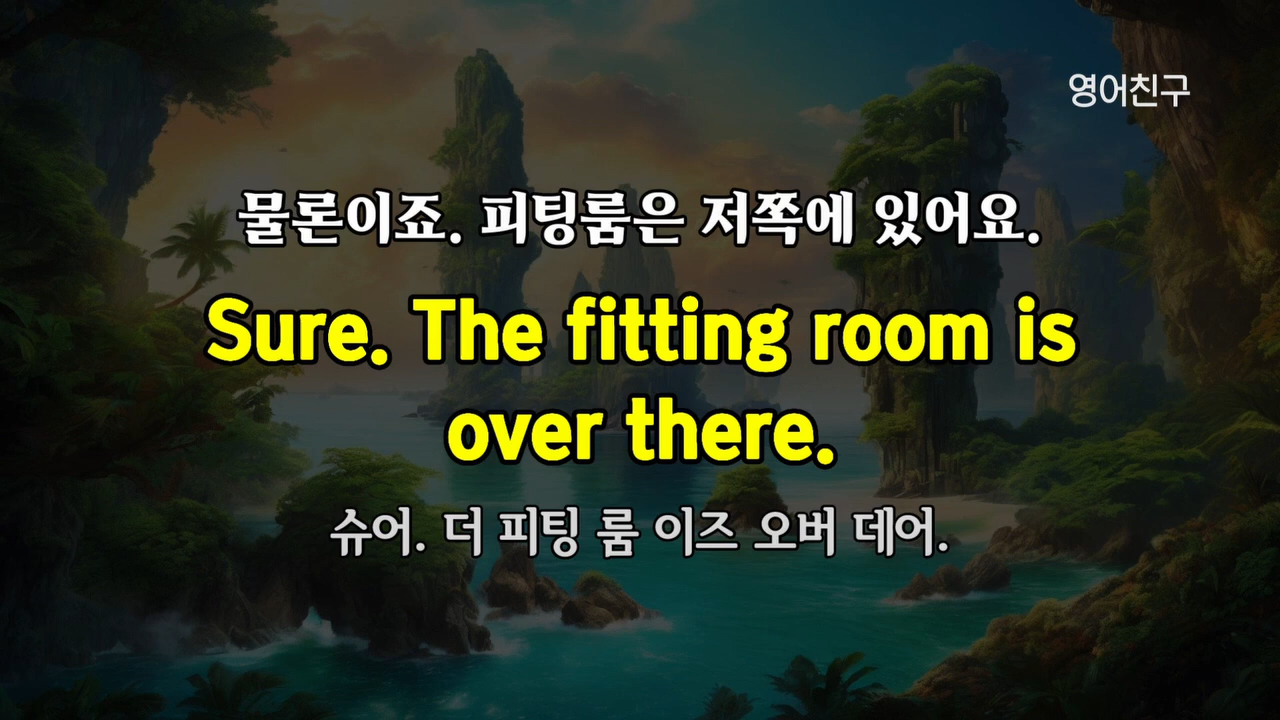 영어친구
물론이죠. 피팅룸은 저쪽에 있어요.
Sure. The fitting room is
over there.
슈어. 더 피팅 룸 이즈 오버 데어.